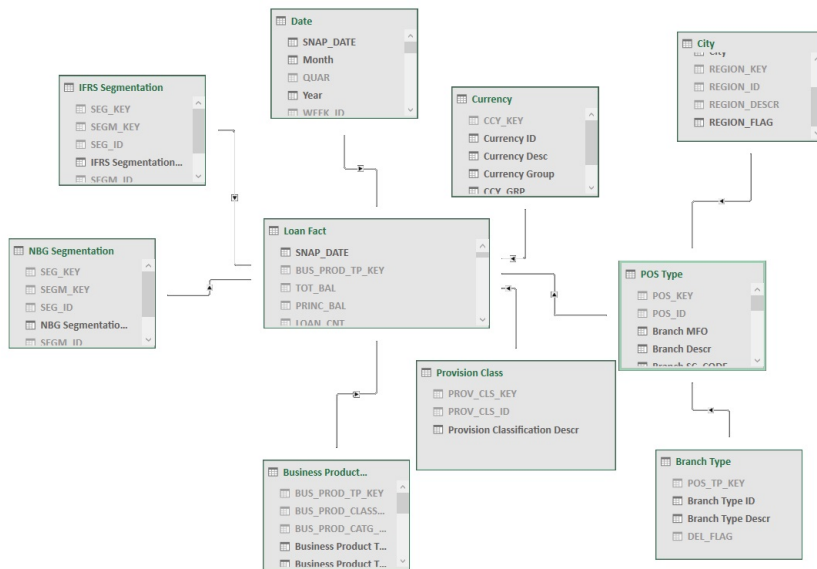 Date
SNAP_DATE
Month
QUAR
Year
WEEK_ID
City
City
REGION_KEY
REGION_ID
REGION_DESCR
REGION_FLAG
IFRS Segmentation
SEG_KEY
SEGM_KEY
SEG_ID
IFRS Segmentation...
SEGM_ID
Currency
CCY_KEY
Currency ID
Currency Desc
Currency Group
CCY_GRP
Loan Fact
SNAP_DATE
BUS_PROD_TP_KEY
TOT_BAL
PRINC_BAL
LOAN_CNT
NBG Segmentation
SEG_KEY
SEGM_KEY
SEG_ID
NBG Segmentatio...
SEGM_ID
POS Type
POS_KEY
POS_ID
Branch MFO
Branch Descr
Branch SC_CODE
Provision Class
PROV_CLS_KEY
PROV_CLS_ID
Provision Classification Descr
Business Product...
BUS_PROD_TP_KEY
BUS_PROD_CLASS...
BUS_PROD_CATG_...
Business Product T...
Business Product T...
Branch Type
POS_TP_KEY
Branch Type ID
Branch Type Descr
DEL_FLAG